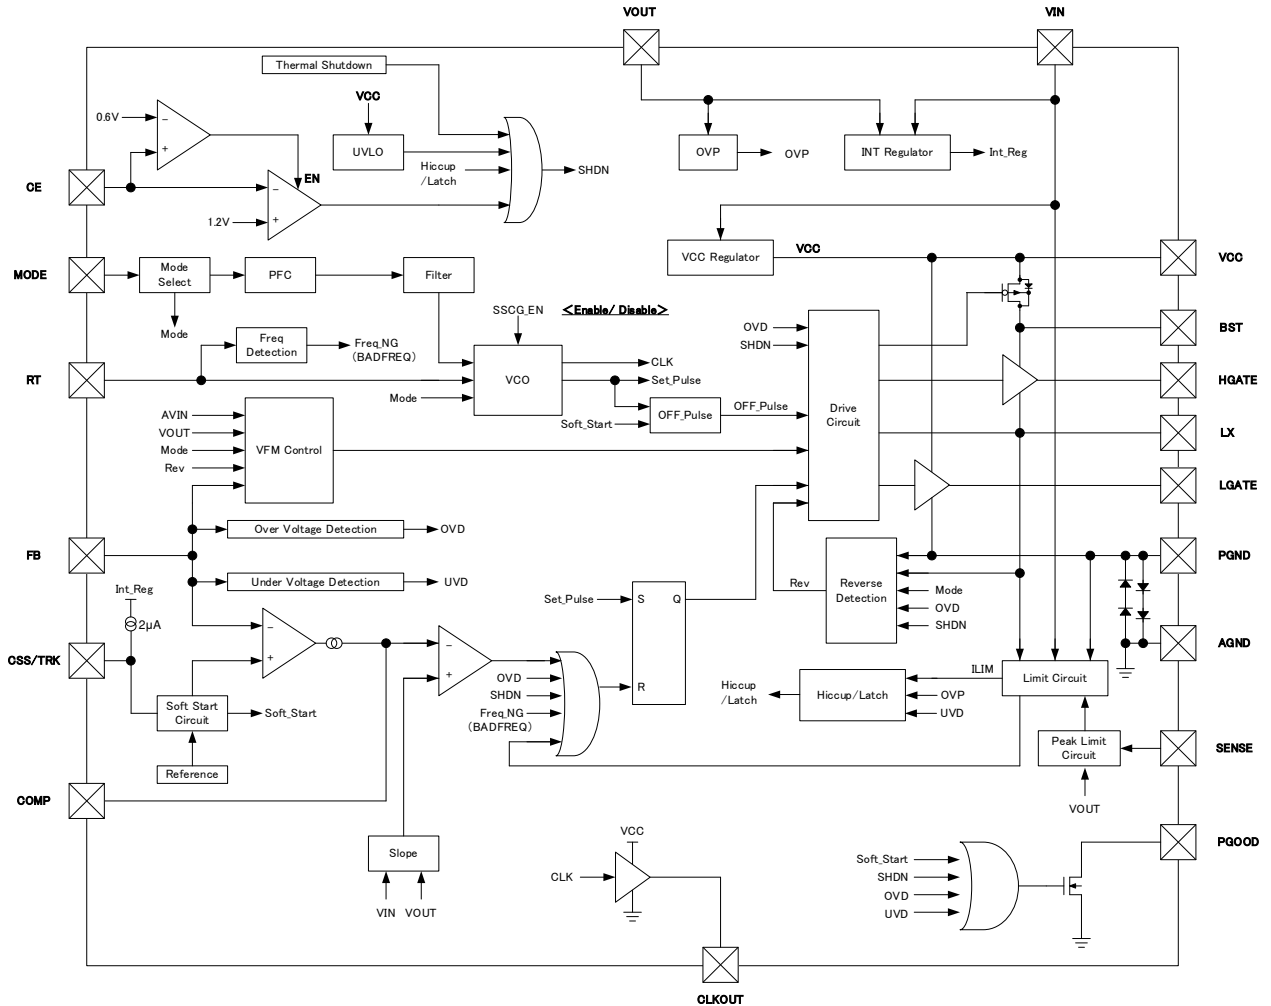 VOUT
VIN
Thermal Shutdown
VCC
0.6V
−
+
UVLO
OVP
OVP
INT Regulator
Int_Reg
Hiccup
/Latch
SHDN
CE
EN
−
+
1.2V
VCC Regulator
VCC
VCC
MODE
Mode
Select
PFC
Filter
Mode
SSCG_EN
<Enable/ Disable>
OVD
SHDN
BST
Freq
Detection
Freq_NG
(BADFREQ)
RT
VCO
CLK
Set_Pulse
Mode
HGATE
OFF_Pulse
OFF_Pulse
Soft_Start
Drive
Circuit
AVIN
VOUT
Mode
Rev
VFM Control
LX
LGATE
Over Voltage Detection
OVD
FB
PGND
Under Voltage Detection
UVD
Int_Reg
2µA
Set_Pulse
S
Q
R
Rev
Reverse
Detection
Mode
OVD
SHDN
−
+
−
+
CSS/TRK
AGND
OVD
SHDN
Freq_NG
(BADFREQ)
Hiccup
/Latch
Hiccup/Latch
ILIM
OVP
UVD
Limit Circuit
Soft Start
Circuit
Soft_Start
Reference
Peak Limit
Circuit
SENSE
VOUT
COMP
Slope
VIN
VOUT
VCC
CLK
Soft_Start
SHDN
OVD
UVD
PGOOD
CLKOUT